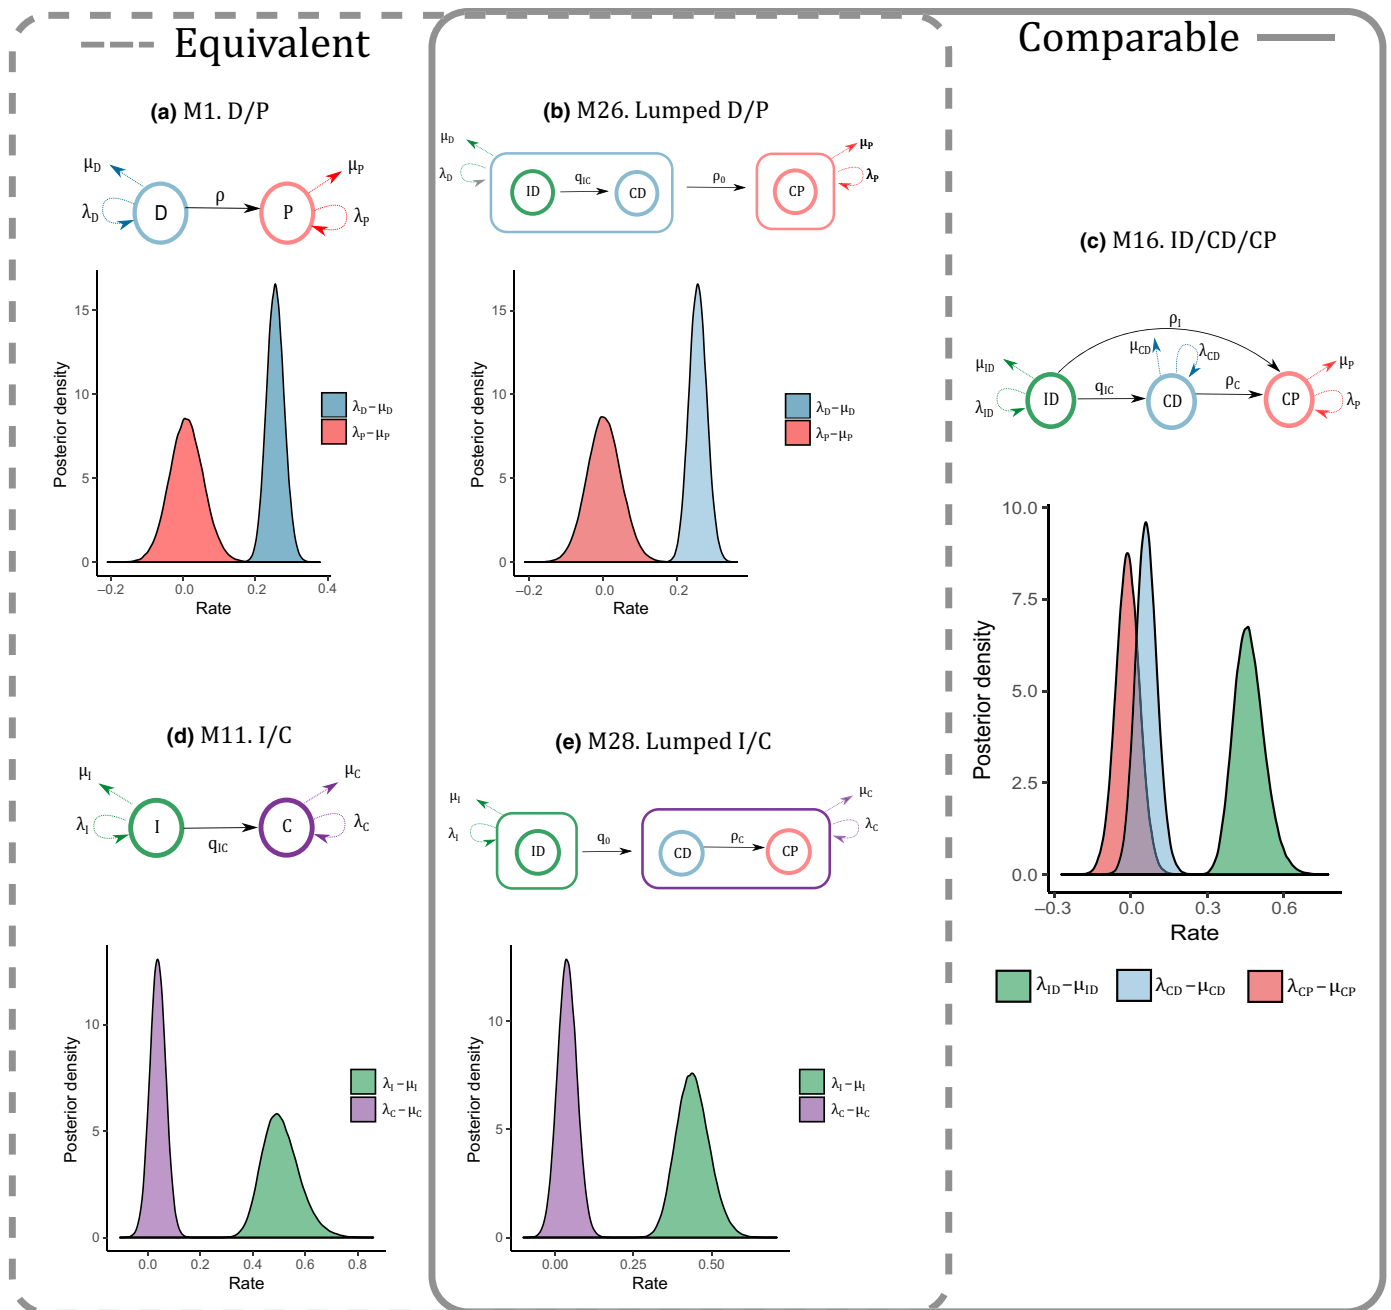 Equivalent
Comparable
(a) M1. D/P
μD
λD
D
ρ
P
μP
λP
Posterior density
15
10
5
0
−0.2
0.0
0.2
0.4
Rate
λD−μD
λP−μP
(b) M26. Lumped D/P
μD
λD
ID
qIC
CD
ρ0
CP
μP
λP
Posterior density
15
10
5
0
−0.2
0.0
0.2
Rate
λD−μD
λP−μP
(c) M16. ID/CD/CP
ρI
μID
λID
ID
qIC
μCD
λCD
CD
ρC
CP
μP
λP
Posterior density
10.0
7.5
5.0
2.5
0.0
−0.3
0.0
0.3
0.6
Rate
λID−μID
λCD−μCD
λCP−μCP
(d) M11. I/C
μI
λI
I
qIC
C
μC
λC
Posterior density
10
5
0
0.0
0.2
0.4
0.6
0.8
Rate
λI−μI
λC−μC
(e) M28. Lumped I/C
μI
λI
ID
q0
CD
ρC
CP
μC
λC
Posterior density
10
5
0
0.00
0.25
0.50
Rate
λI−μI
λC−μC